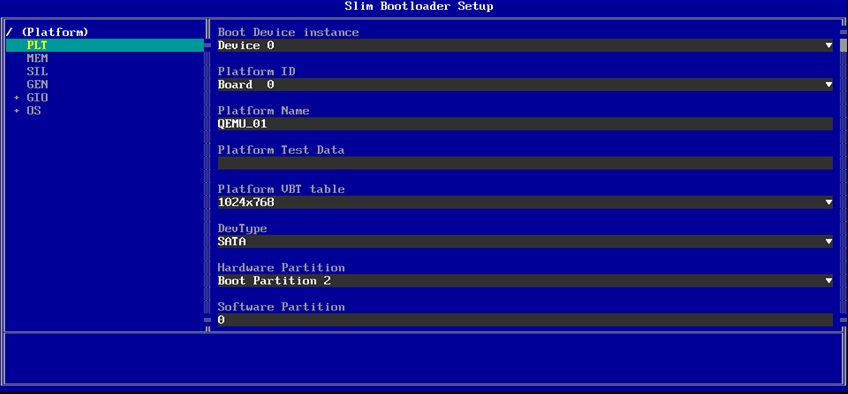 Slim Bootloader Setup
/ (Platform)
PLT
MEM
SIL
GEN
+ GIO
+ OS
Boot Device instance
Device 0
Platform ID
Board 0
Platform Name
QEMU_01
Platform Test Data
Platform VBT table
1024x768
DevType
SATA
Hardware Partition
Boot Partition 2
Software Partition
0